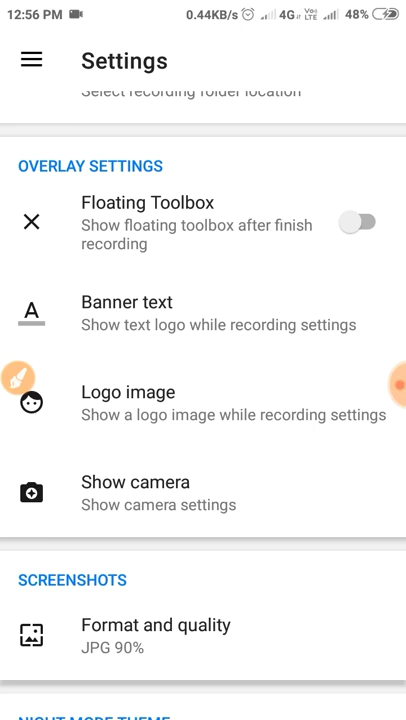 12:56 PM 0.44KB/s 4G Vo) LTE 48%
Settings
Select recording folder location
OVERLAY SETTINGS
Floating Toolbox
Show floating toolbox after finish
recording
A
Banner text
Show text logo while recording settings
Logo image
Show a logo image while recording settings
Show camera
Show camera settings
SCREENSHOTS
Format and quality
JPG 90%
NIGHT MODE THEME